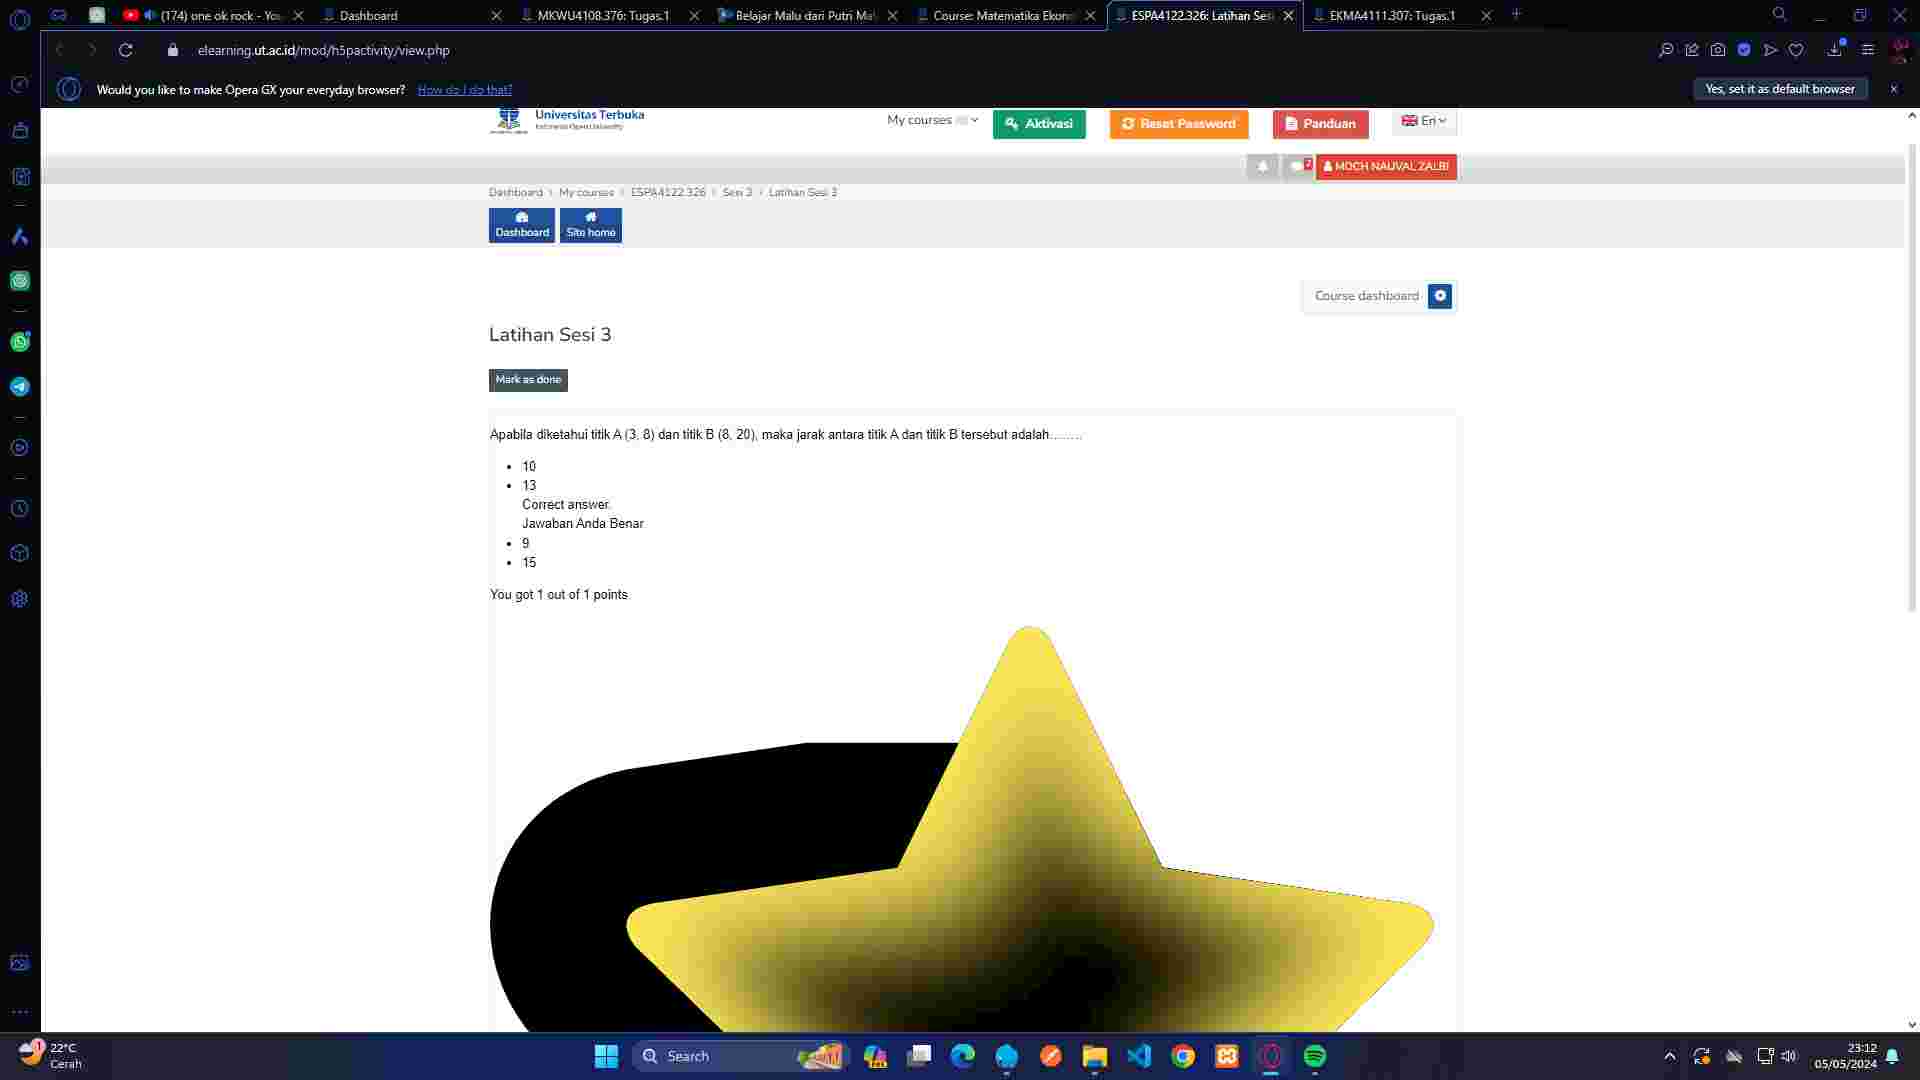 (174) one ok rock - You
Dashboard
MKWU4108.376: Tugas.1
Belajar Malu dari Putri Mal
Course: Matematika Ekono
ESPA4122.326: Latihan Sesi
EKMA4111.307: Tugas.1
elearning.ut.ac.id/mod/h5pactivity/view.php
Would you like to make Opera GX your everyday browser? How do I do that?
Yes, set it as default browser
Universitas Terbuka
Indonesia Open University
My courses
Aktivasi
Reset Password
Panduan
En
2
MOCH NAUVAL ZALBI
Dashboard > My courses > ESPA4122.326 > Sesi 3 > Latihan Sesi 3
Dashboard
Site home
Course dashboard
Latihan Sesi 3
Mark as done
Apabila diketahui titik A (3, 8) dan titik B (8, 20), maka jarak antara titik A dan titik B tersebut adalah........
• 10
• 13
Correct answer.
Jawaban Anda Benar
• 9
• 15
You got 1 out of 1 points
1
22°C
Cerah
Search
23:12
05/05/2024